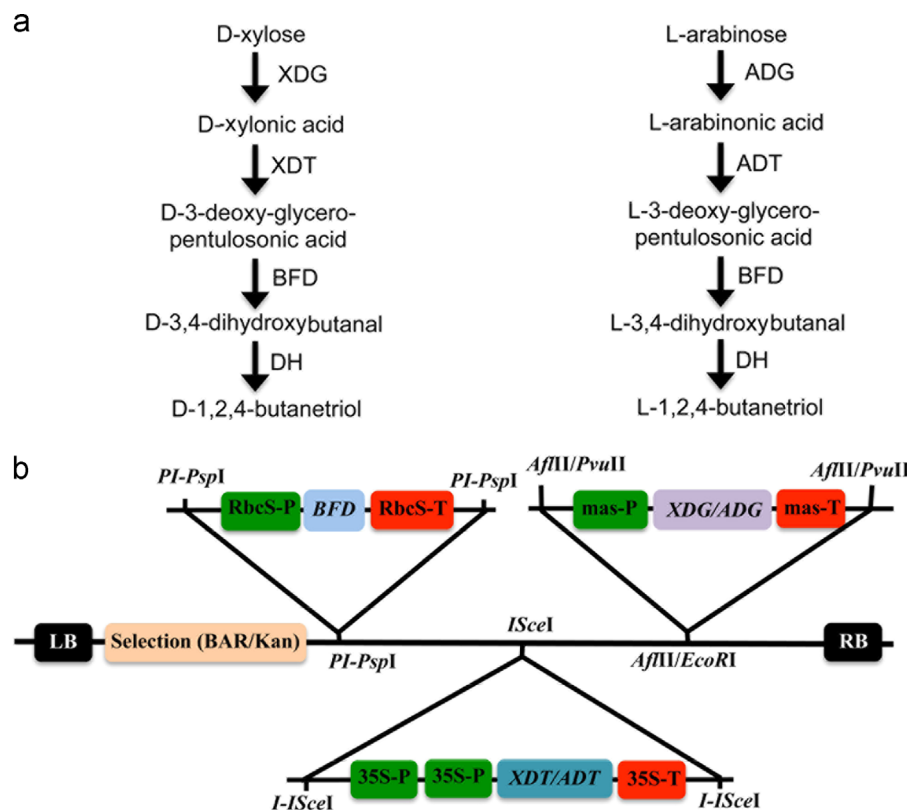 a
D-xylose
XDG
D-xylonic acid
XDT
D-3-deoxy-glycero-
pentulosonic acid
BFD
D-3,4-dihydroxybutanal
DH
D-1,2,4-butanetriol
L-arabinose
ADG
L-arabinonic acid
ADT
L-3-deoxy-glycero-
pentulosonic acid
BFD
L-3,4-dihydroxybutanal
DH
L-1,2,4-butanetriol
b
PI-PspI
PI-PspI
RbcS-P
BFD
RbcS-T
AflII/PvuII
AflII/PvuII
mas-P
XDG/ADG
mas-T
LB
Selection (BAR/Kan)
PI-PspI
ISceI
AflII/EcoRI
RB
I-ISceI
35S-P
35S-P
XDT/ADT
35S-T
I-ISceI